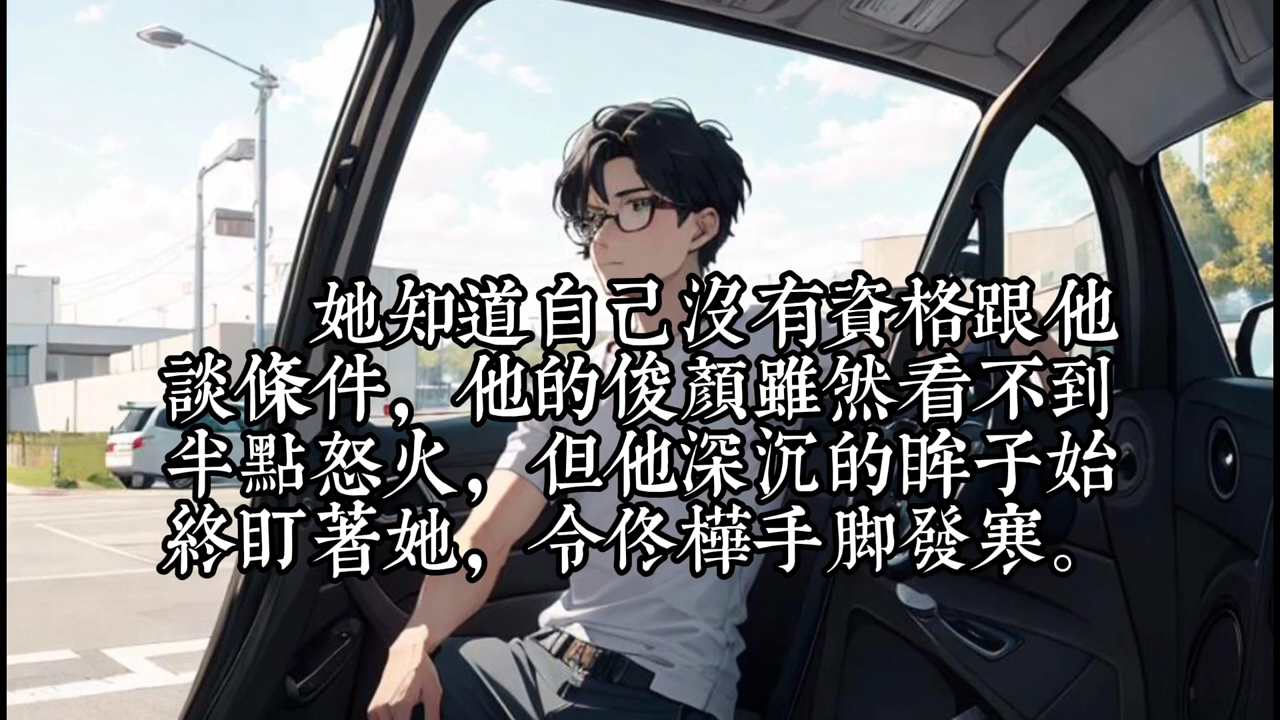 她知道自己沒有資格跟他
談條件，他的俊顏雖然看不到
半點怒火，但他深沉的眸子始
終盯著她，令佟樺手脚發寒。